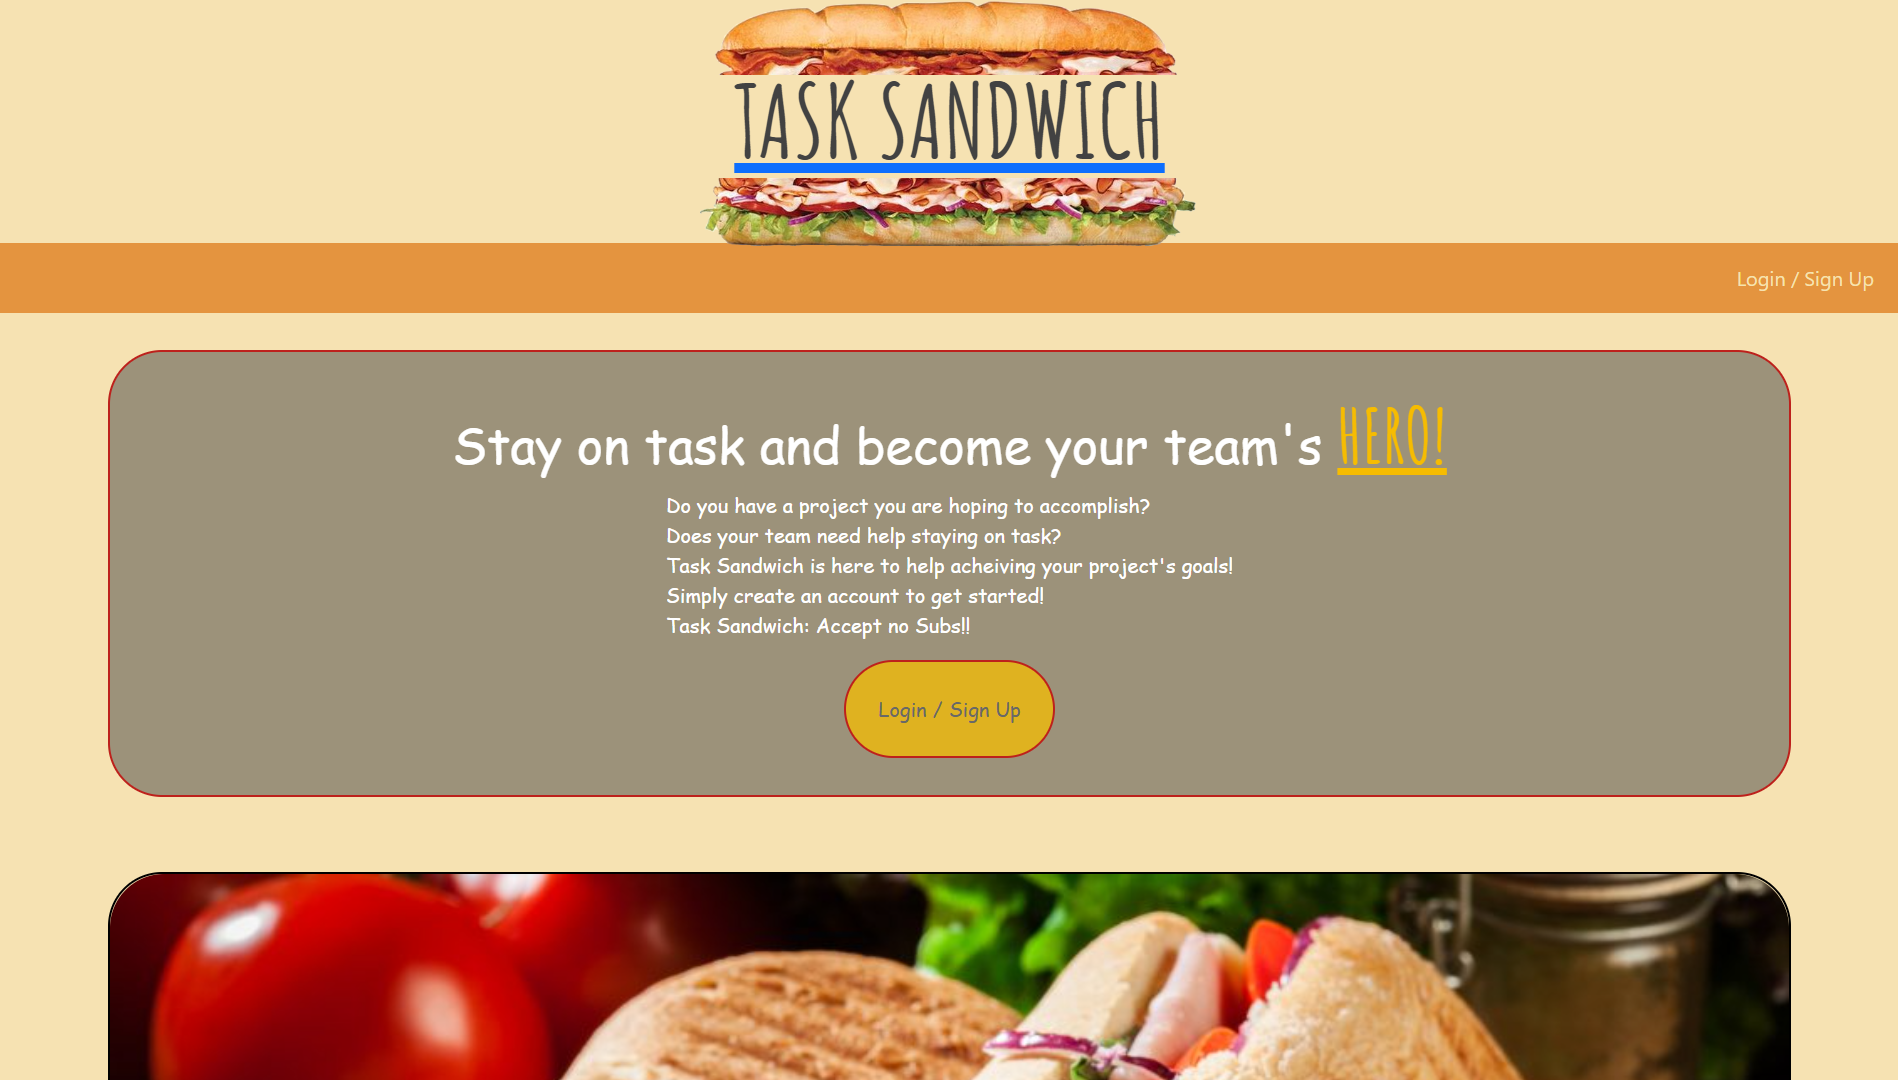 TASK SANDWICH
Login / Sign Up
Stay on task and become your team's HERO!
Do you have a project you are hoping to accomplish?
Does your team need help staying on task?
Task Sandwich is here to help acheiving your project's goals!
Simply create an account to get started!
Task Sandwich: Accept no Subs!!
Login / Sign Up